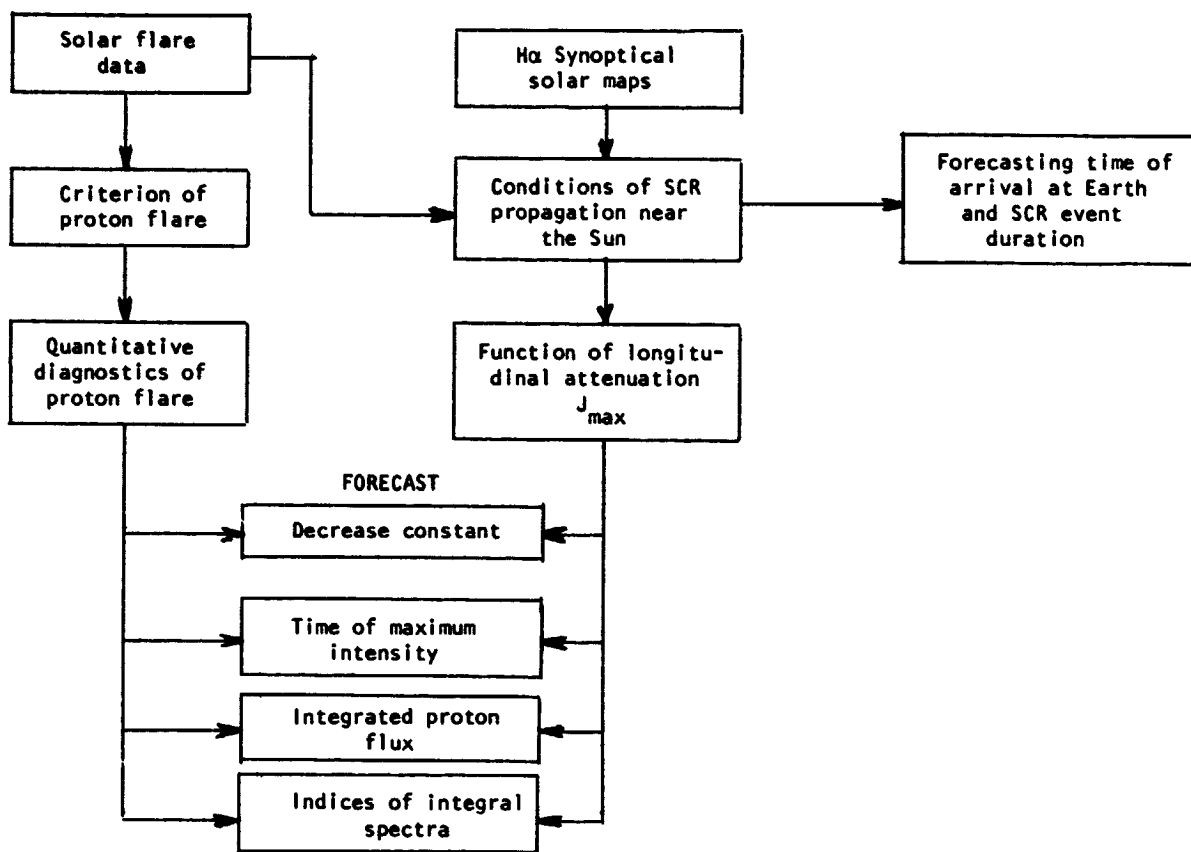 Solar flare
data
Hα Synoptical
solar maps
Criterion of
proton flare
Conditions of SCR
propagation near
the Sun
Forecasting time of
arrival at Earth
and SCR event
duration
Quantitative
diagnostics of
proton flare
Function of longitu-
dinal attenuation
Jmax
FORECAST
Decrease constant
Time of maximum
intensity
Integrated proton
flux
Indices of integral
spectra